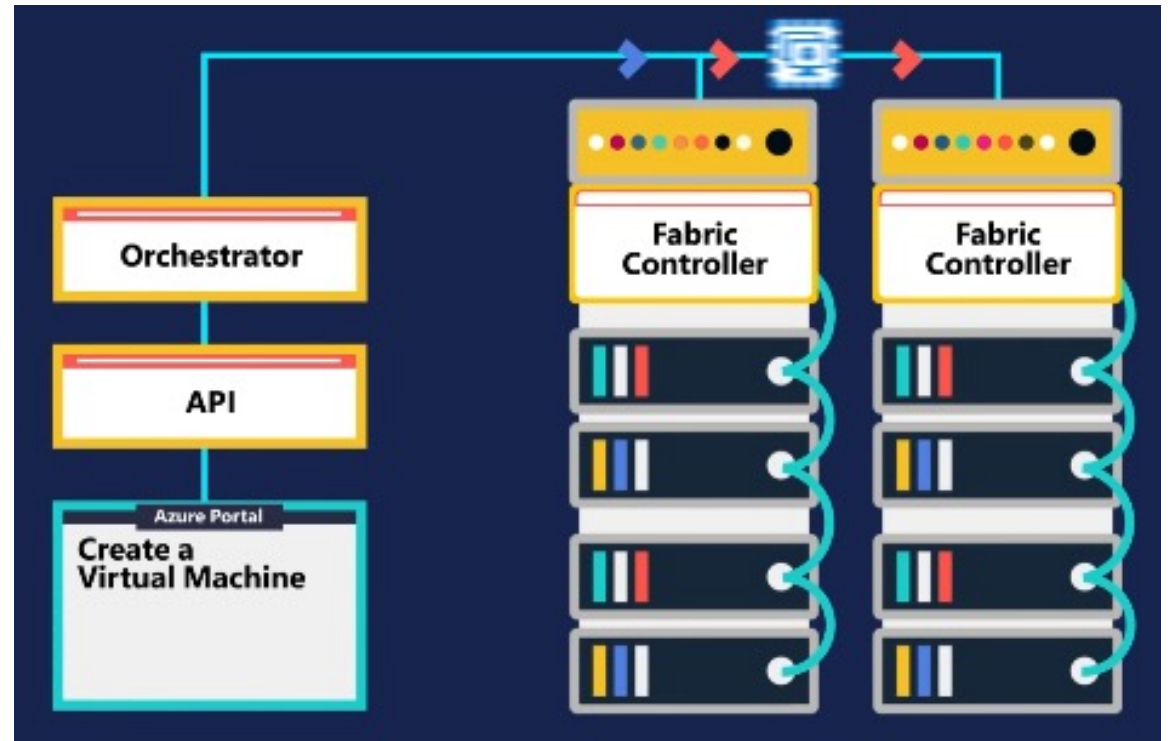 Orchestrator
API
Azure Portal
Create a
Virtual Machine
Fabric
Controller
Fabric
Controller